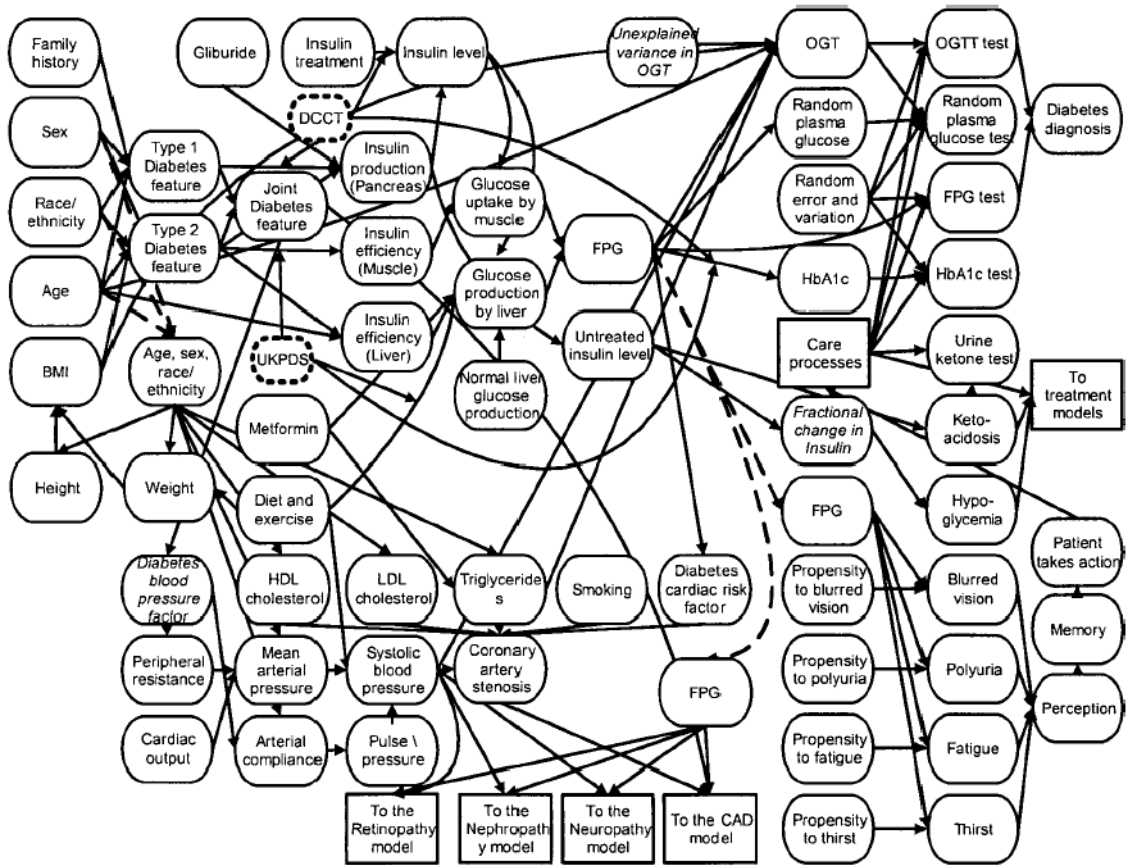 Family
history
Gliburide
Insulin
treatment
Insulin level
Unexplained
variance in
OGT
OGT
OGTT test
Sex
DCCT
Random
plasma
glucose
Random
plasma
glucose test
Diabetes
diagnosis
Type 1
Diabetes
feature
Insulin
production
(Pancreas)
Race/
ethnicity
Joint
Diabetes
feature
Glucose
uptake by
muscle
Random
error and
variation
FPG test
Type 2
Diabetes
feature
Insulin
efficiency
(Muscle)
FPG
Age
Glucose
production
by liver
HbA1c
HbA1c test
Insulin
efficiency
(Liver)
Untreated
insulin level
Care
processes
Urine
ketone test
BMI
Age, sex,
race/
ethnicity
UKPDS
Normal liver
glucose
production
To
treatment
models
Metformin
Fractional
change in
Insulin
Keto-
acidosis
Height
Weight
Diet and
exercise
FPG
Hypo-
glycemia
Patient
takes action
Diabetes
blood
pressure
factor
HDL
cholesterol
LDL
cholesterol
Triglyceride
s
Smoking
Diabetes
cardiac risk
factor
Propensity
to blurred
vision
Blurred
vision
Memory
Peripheral
resistance
Mean
arterial
pressure
Systolic
blood
pressure
Coronary
artery
stenosis
FPG
Propensity
to polyuria
Polyuria
Perception
Cardiac
output
Arterial
compliance
Pulse \
pressure
Propensity
to fatigue
Fatigue
To the
Retinopathy
model
To the
Nephropath
y model
To the
Neuropathy
model
To the CAD
model
Propensity
to thirst
Thirst